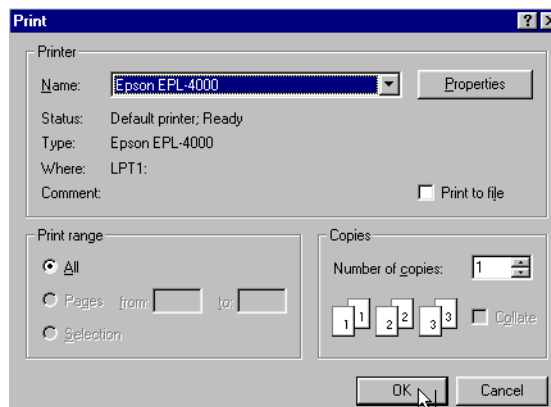 Print
Printer
Name: Epson EPL-4000 Properties
Status: Default printer; Ready
Type: Epson EPL-4000
Where: LPT1:
Comment: Print to file
Print range
All
Pages from: to:
Selection
Copies
Number of copies: 1
1 1 2 2 3 3 Collate
OK Cancel